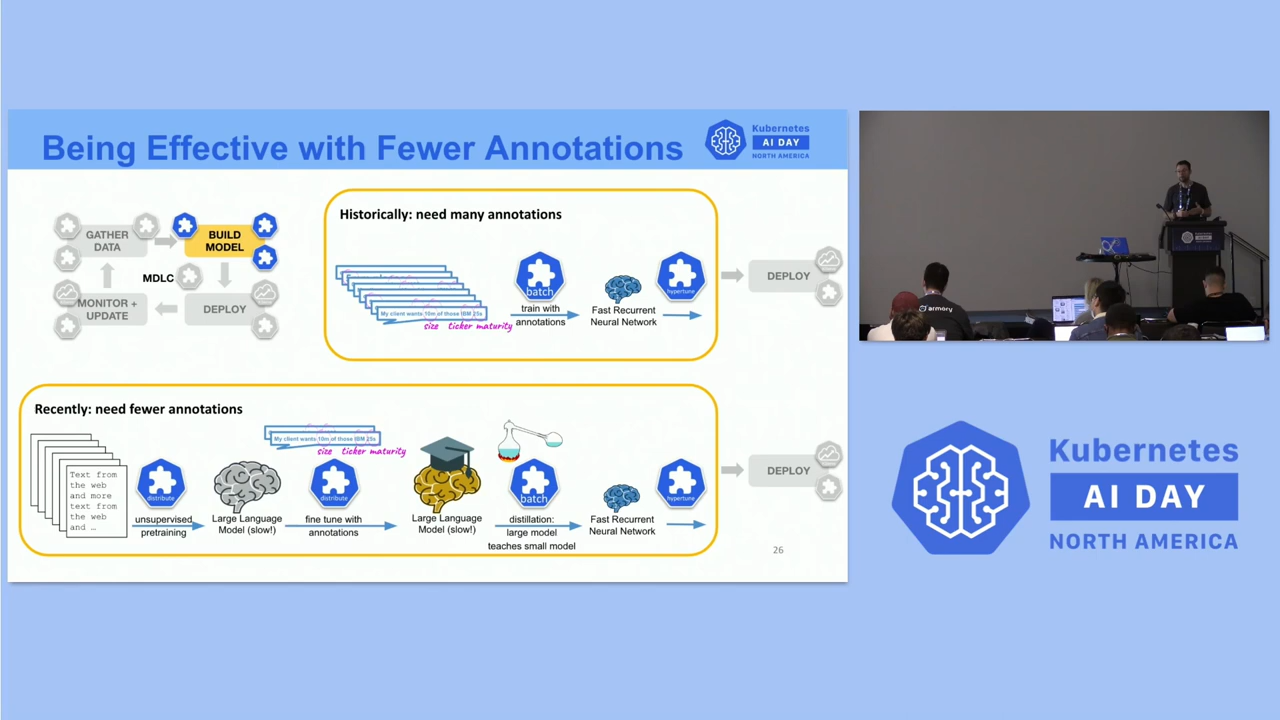 Being Effective with Fewer Annotations
Kubernetes
AI DAY
NORTH AMERICA
GATHER
DATA
BUILD
MODEL
MDLC
MONITOR +
UPDATE
DEPLOY
Historically: need many annotations
My client wants 10m of those IBM 25s
size ticker maturity
batch
train with
annotations
Fast Recurrent
Neural Network
hypertune
DEPLOY
Recently: need fewer annotations
Text from
the web
and more
text from
the web
and …
distribute
unsupervised
pretraining
Large Language
Model (slow!)
My client wants 10m of those IBM 25s
size ticker maturity
distribute
fine tune with
annotations
Large Language
Model (slow!)
batch
distillation:
large model
teaches small model
Fast Recurrent
Neural Network
hypertune
DEPLOY
26
armory
Kubernetes
AI DAY
NORTH AMERICA